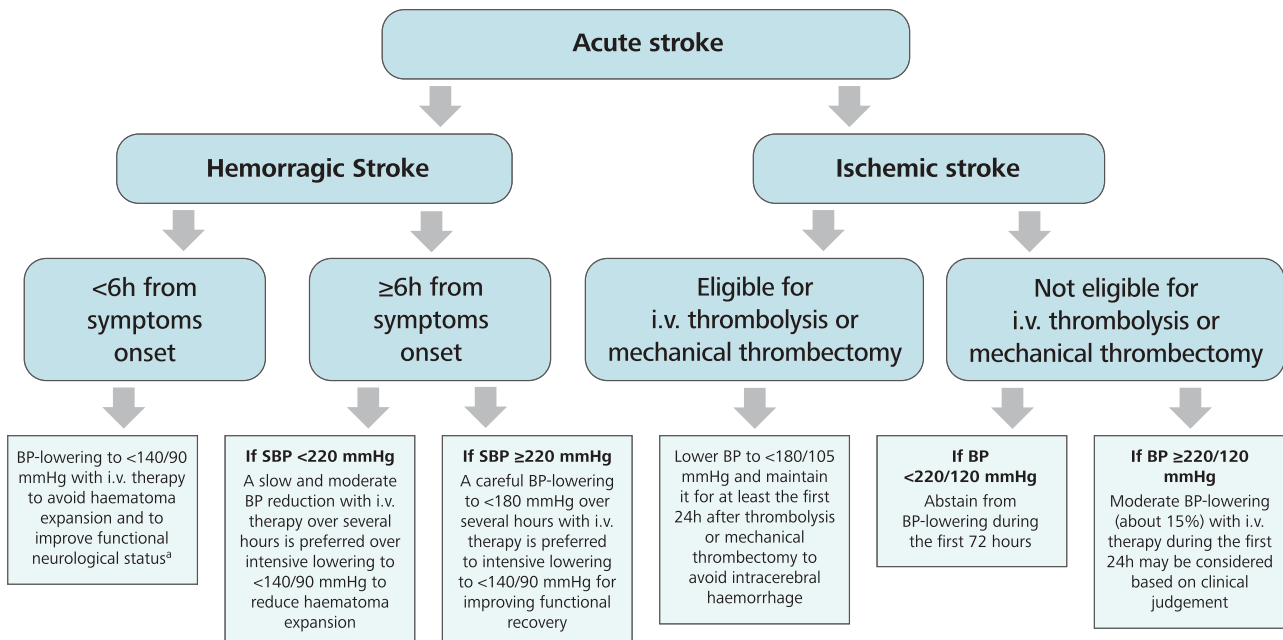 Acute stroke
Hemorragic Stroke
Ischemic stroke
<6h from
symptoms
onset
≥6h from
symptoms
onset
Eligible for
i.v. thrombolysis or
mechanical thrombectomy
Not eligible for
i.v. thrombolysis or
mechanical thrombectomy
BP-lowering to <140/90
mmHg with i.v. therapy
to avoid haematoma
expansion and to
improve functional
neurological statusᵃ
If SBP <220 mmHg
A slow and moderate
BP reduction with i.v.
therapy over several
hours is preferred over
intensive lowering to
<140/90 mmHg to
reduce haematoma
expansion
If SBP ≥220 mmHg
A careful BP-lowering
to <180 mmHg over
several hours with i.v.
therapy is preferred
to intensive lowering
to <140/90 mmHg for
improving functional
recovery
Lower BP to <180/105
mmHg and maintain
it for at least the first
24h after thrombolysis
or mechanical
thrombectomy to
avoid intracerebral
haemorrhage
If BP
<220/120 mmHg
Abstain from
BP-lowering during
the first 72 hours
If BP ≥220/120
mmHg
Moderate BP-lowering
(about 15%) with i.v.
therapy during the first
24h may be considered
based on clinical
judgement